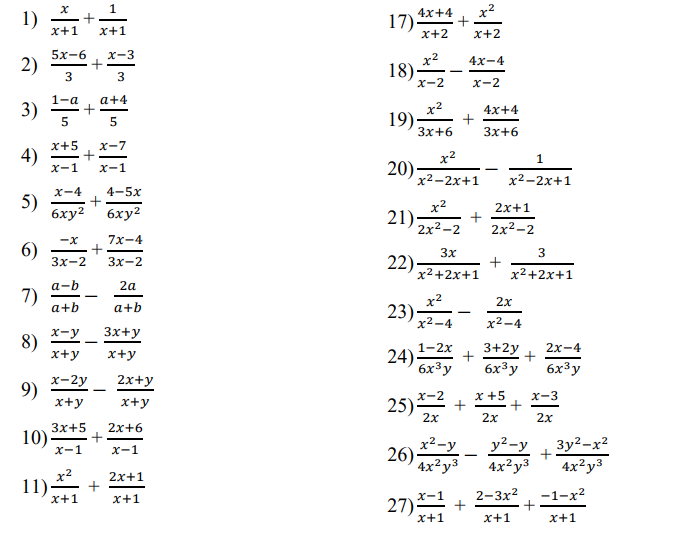 1) x/(x+1) + 1/(x+1)
2) (5x−6)/3 + (x−3)/3
3) (1−a)/5 + (a+4)/5
4) (x+5)/(x−1) + (x−7)/(x−1)
5) (x−4)/(6xy²) + (4−5x)/(6xy²)
6) (−x)/(3x−2) + (7x−4)/(3x−2)
7) (a−b)/(a+b) − 2a/(a+b)
8) (x−y)/(x+y) − (3x+y)/(x+y)
9) (x−2y)/(x+y) − (2x+y)/(x+y)
10) (3x+5)/(x−1) + (2x+6)/(x−1)
11) x²/(x+1) + (2x+1)/(x+1)
17) (4x+4)/(x+2) + x²/(x+2)
18) x²/(x−2) − (4x−4)/(x−2)
19) x²/(3x+6) + (4x+4)/(3x+6)
20) x²/(x²−2x+1) − 1/(x²−2x+1)
21) x²/(2x²−2) + (2x+1)/(2x²−2)
22) 3x/(x²+2x+1) + 3/(x²+2x+1)
23) x²/(x²−4) − 2x/(x²−4)
24) (1−2x)/(6x³y) + (3+2y)/(6x³y) + (2x−4)/(6x³y)
25) (x−2)/(2x) + (x+5)/(2x) + (x−3)/(2x)
26) (x²−y)/(4x²y³) − (y²−y)/(4x²y³) + (3y²−x²)/(4x²y³)
27) (x−1)/(x+1) + (2−3x²)/(x+1) + (−1−x²)/(x+1)